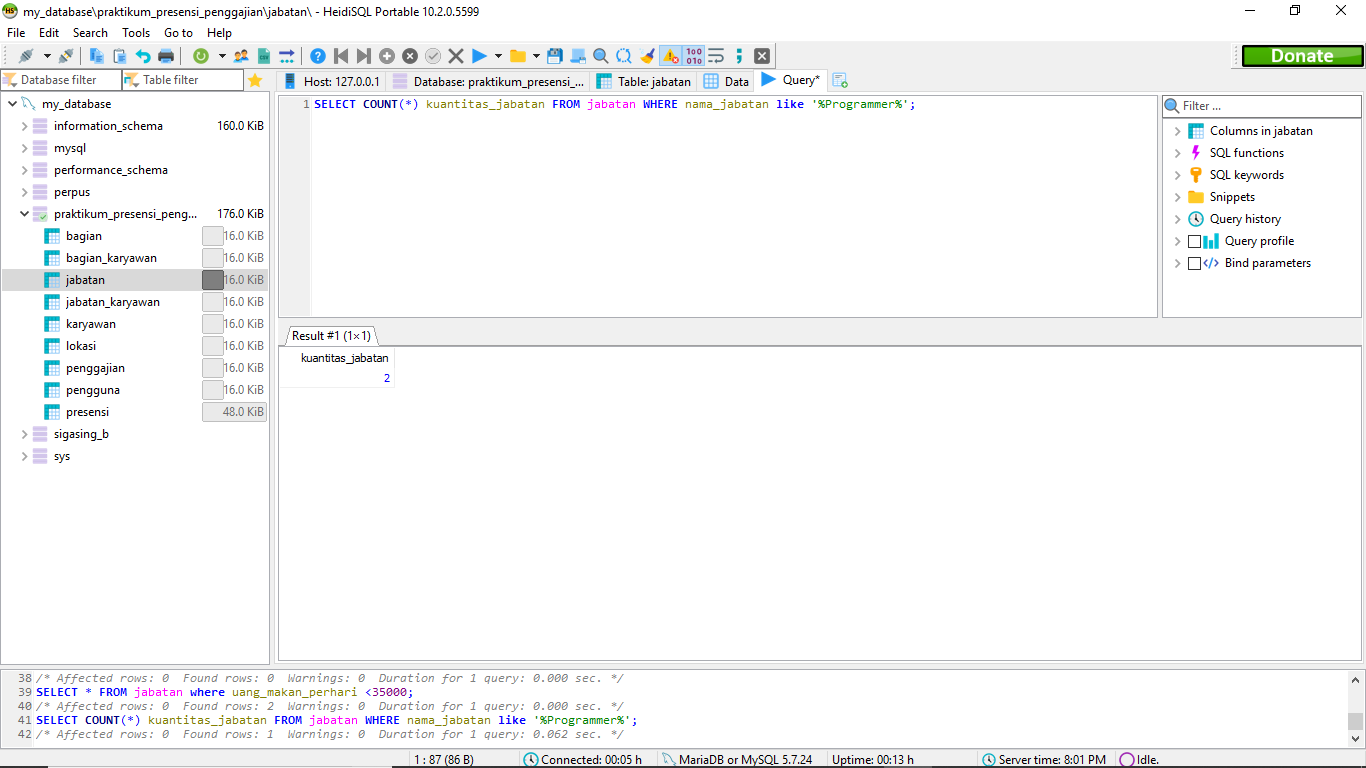 HS my_database\praktikum_presensi_penggajian\jabatan\ - HeidiSQL Portable 10.2.0.5599
File Edit Search Tools Go to Help
Donate
Database filter Table filter
Host: 127.0.0.1 Database: praktikum_presensi_... Table: jabatan Data Query*
my_database
information_schema 160.0 KiB
mysql
performance_schema
perpus
praktikum_presensi_peng... 176.0 KiB
bagian 16.0 KiB
bagian_karyawan 16.0 KiB
jabatan 16.0 KiB
jabatan_karyawan 16.0 KiB
karyawan 16.0 KiB
lokasi 16.0 KiB
penggajian 16.0 KiB
pengguna 16.0 KiB
presensi 48.0 KiB
sigasing_b
sys
1 SELECT COUNT(*) kuantitas_jabatan FROM jabatan WHERE nama_jabatan like '%Programmer%';
Filter ...
Columns in jabatan
SQL functions
SQL keywords
Snippets
Query history
Query profile
Bind parameters
Result #1 (1×1)
kuantitas_jabatan
2
38 /* Affected rows: 0 Found rows: 0 Warnings: 0 Duration for 1 query: 0.000 sec. */
39 SELECT * FROM jabatan where uang_makan_perhari <35000;
40 /* Affected rows: 0 Found rows: 2 Warnings: 0 Duration for 1 query: 0.000 sec. */
41 SELECT COUNT(*) kuantitas_jabatan FROM jabatan WHERE nama_jabatan like '%Programmer%';
42 /* Affected rows: 0 Found rows: 1 Warnings: 0 Duration for 1 query: 0.062 sec. */
1 : 87 (86 B) Connected: 00:05 h MariaDB or MySQL 5.7.24 Uptime: 00:13 h Server time: 8:01 PM Idle.